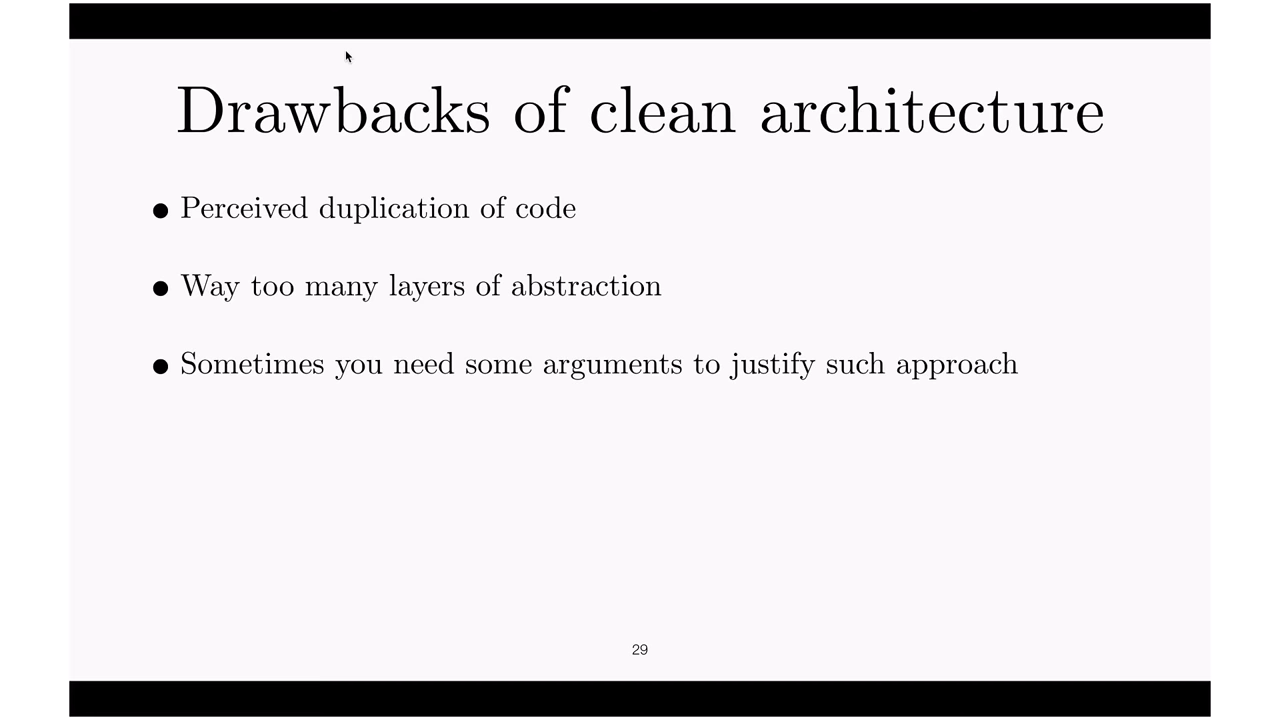 Drawbacks of clean architecture
● Perceived duplication of code
● Way too many layers of abstraction
● Sometimes you need some arguments to justify such approach
29